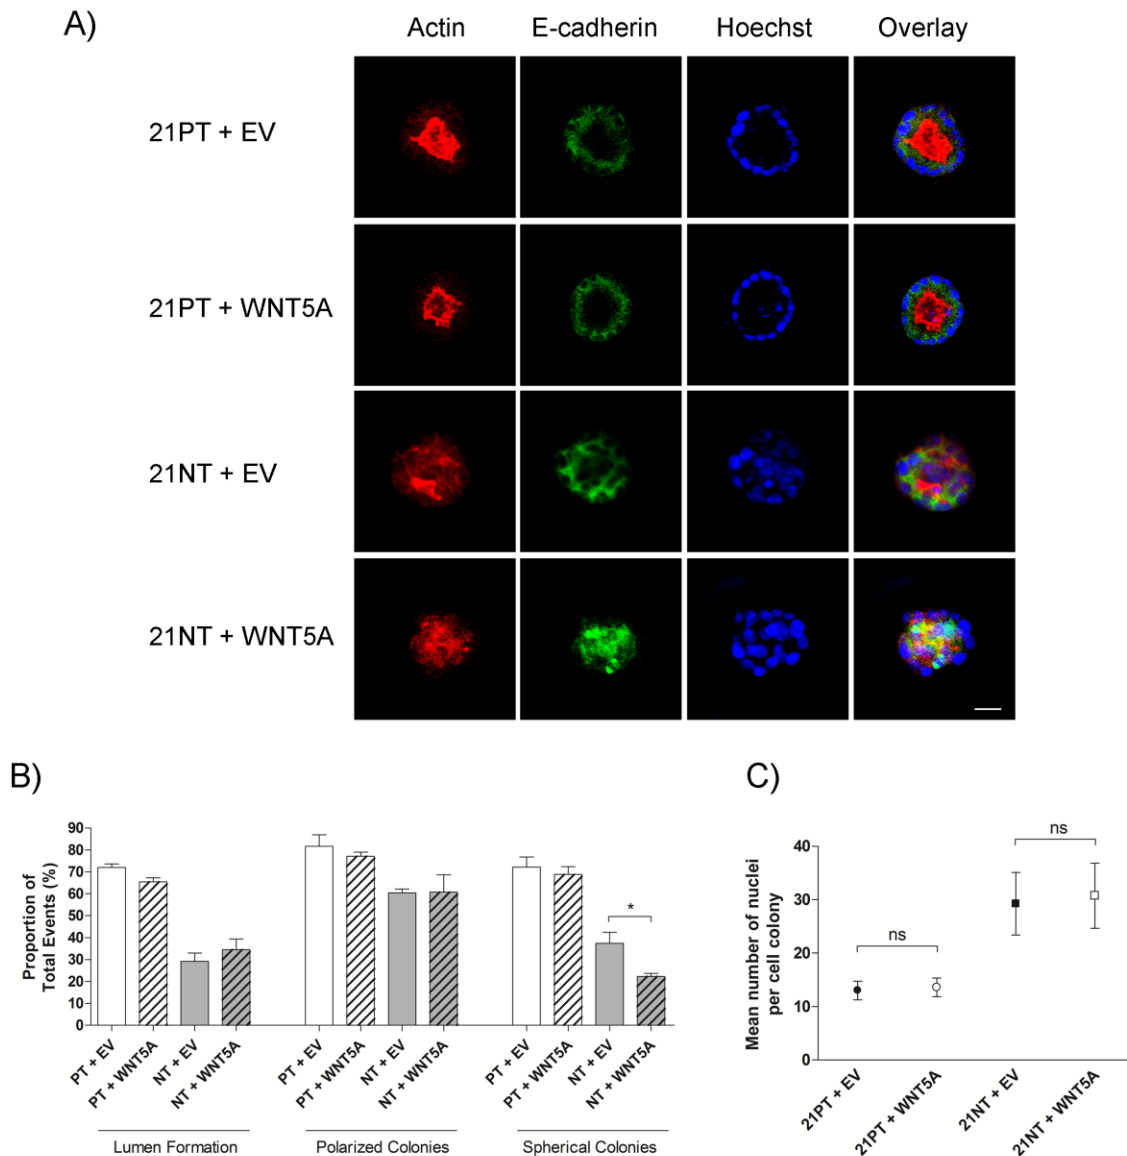 A)
Actin E-cadherin Hoechst Overlay
21PT + EV
21PT + WNT5A
21NT + EV
21NT + WNT5A
B)
Proportion of
Total Events (%)
90
80
70
60
50
40
30
20
10
0
*
PT + EV
PT + WNT5A
NT + EV
NT + WNT5A
PT + EV
PT + WNT5A
NT + EV
NT + WNT5A
PT + EV
PT + WNT5A
NT + EV
NT + WNT5A
Lumen Formation
Polarized Colonies
Spherical Colonies
C)
Mean number of nuclei
per cell colony
40
30
20
10
0
ns
ns
21PT + EV
21PT + WNT5A
21NT + EV
21NT + WNT5A